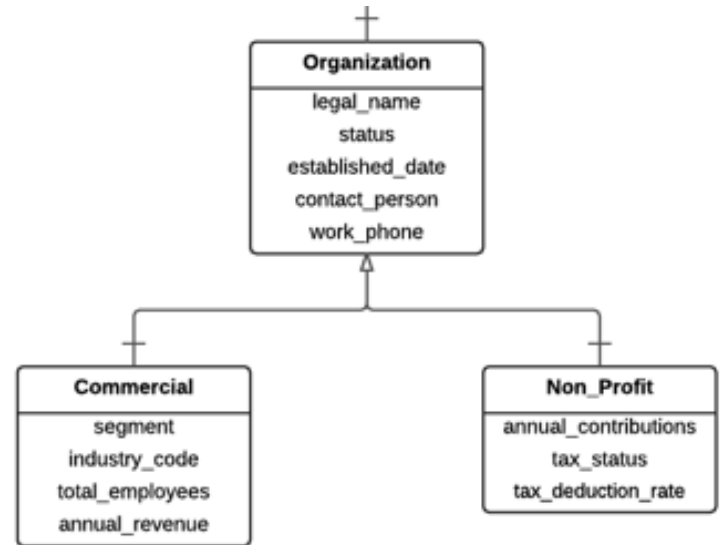 Organization
legal_name
status
established_date
contact_person
work_phone
Commercial
segment
industry_code
total_employees
annual_revenue
Non_Profit
annual_contributions
tax_status
tax_deduction_rate